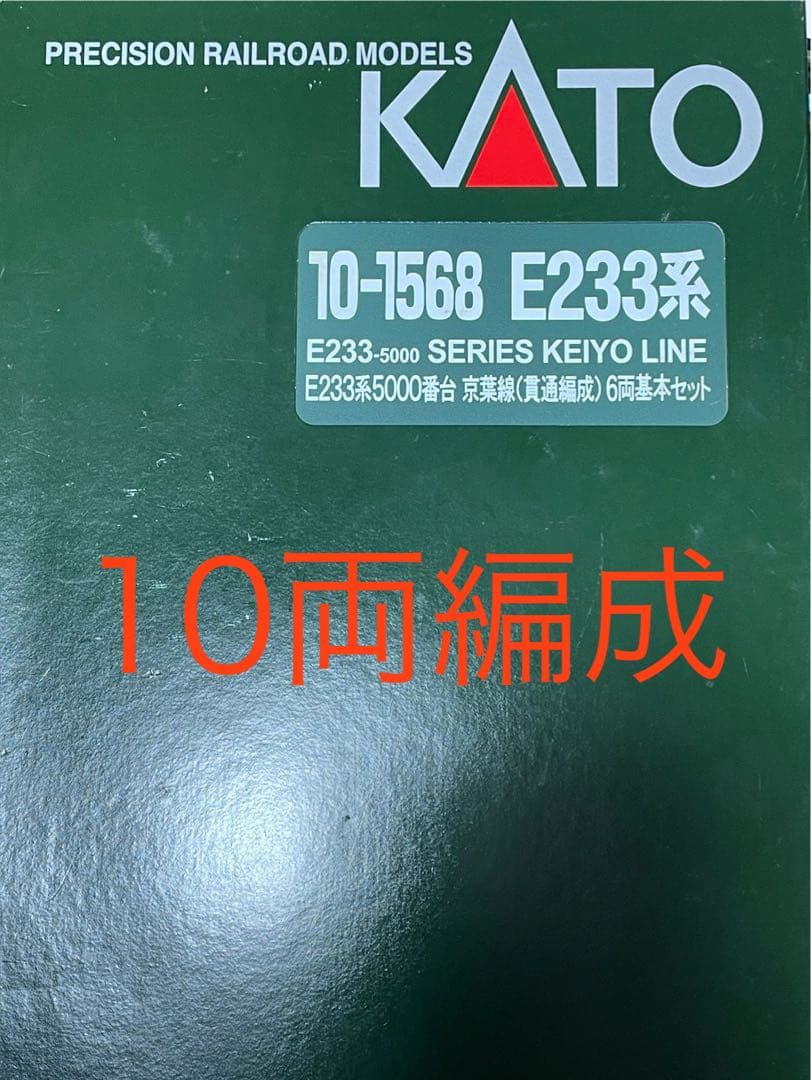 PRECISION RAILROAD MODELS
KATO
10-1568 E233系
E233-5000 SERIES KEIYO LINE
E233系5000番台 京葉線(貫通編成) 6両基本セット
10両編成